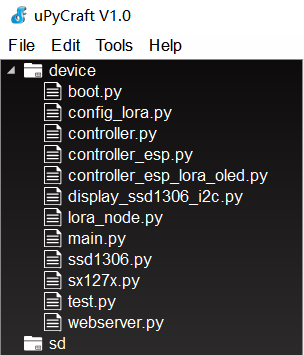 uPyCraft V1.0
File Edit Tools Help
device
boot.py
config_lora.py
controller.py
controller_esp.py
controller_esp_lora_oled.py
display_ssd1306_i2c.py
lora_node.py
main.py
ssd1306.py
sx127x.py
test.py
webserver.py
sd